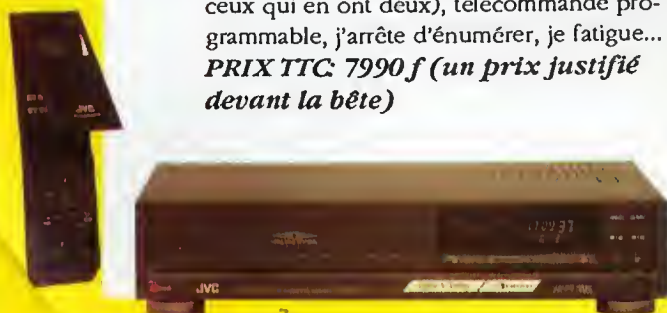 ceux qui en ont deux), télécommande pro-
grammable, j'arrête d'énumérer, je fatigue...
PRIX TTC: 7990 f (un prix justifié
devant la bête)
JVC
JVC